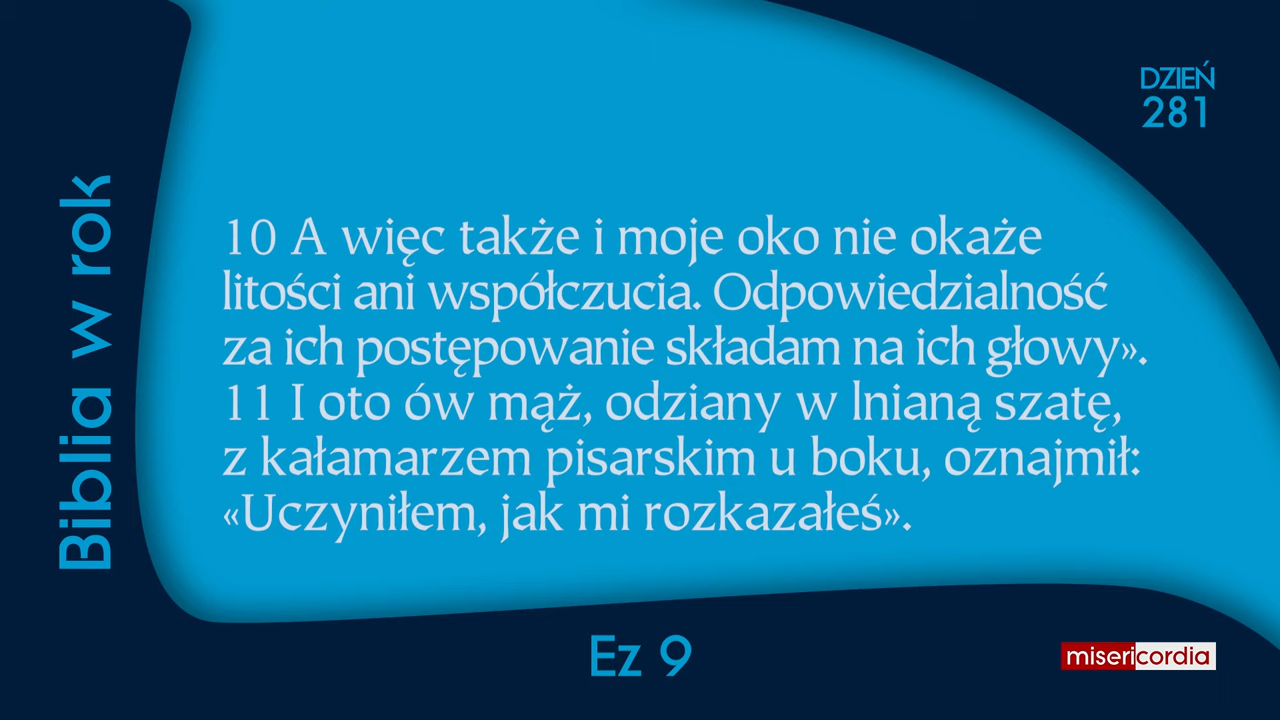 DZIEŃ
281
Biblia w rok
10 A więc także i moje oko nie okaże
litości ani współczucia. Odpowiedzialność
za ich postępowanie składam na ich głowy».
11 I oto ów mąż, odziany w lnianą szatę,
z kałamarzem pisarskim u boku, oznajmił:
«Uczyniłem, jak mi rozkazałeś».
Ez 9
misericordia